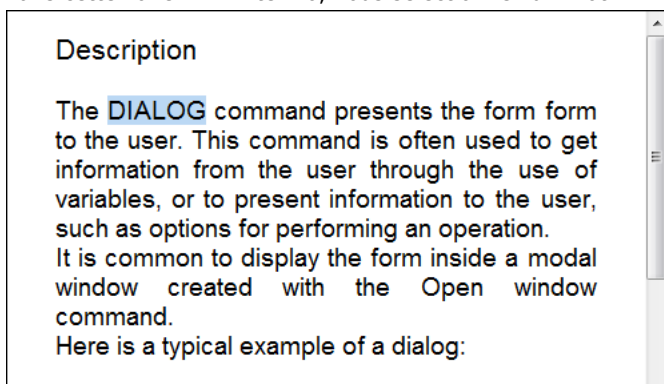 Description
The DIALOG command presents the form form
to the user. This command is often used to get
information from the user through the use of
variables, or to present information to the user,
such as options for performing an operation.
It is common to display the form inside a modal
window created with the Open window
command.
Here is a typical example of a dialog: